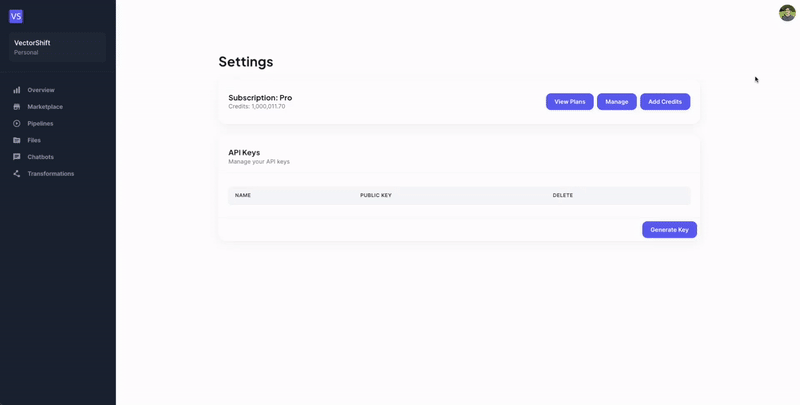 VS
VectorShift
Personal
Overview
Marketplace
Pipelines
Files
Chatbots
Transformations
Settings
Subscription: Pro
Credits: 1,000,011.70
View Plans
Manage
Add Credits
API Keys
Manage your API keys
NAME PUBLIC KEY DELETE
Generate Key